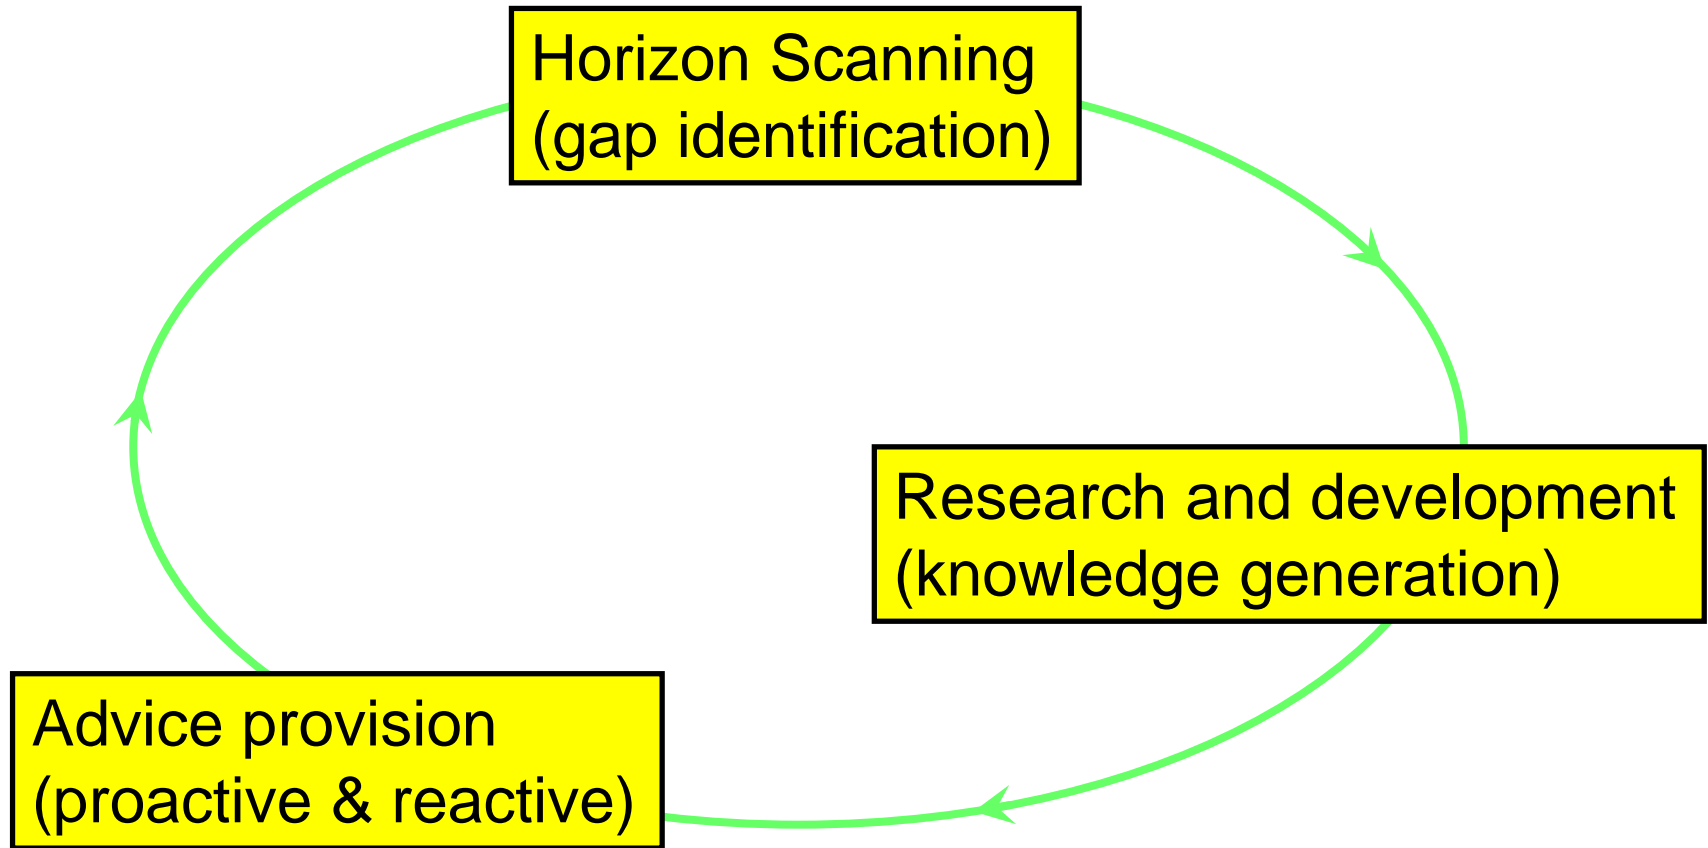 Horizon Scanning
(gap identification)
Research and development
(knowledge generation)
Advice provision
(proactive & reactive)